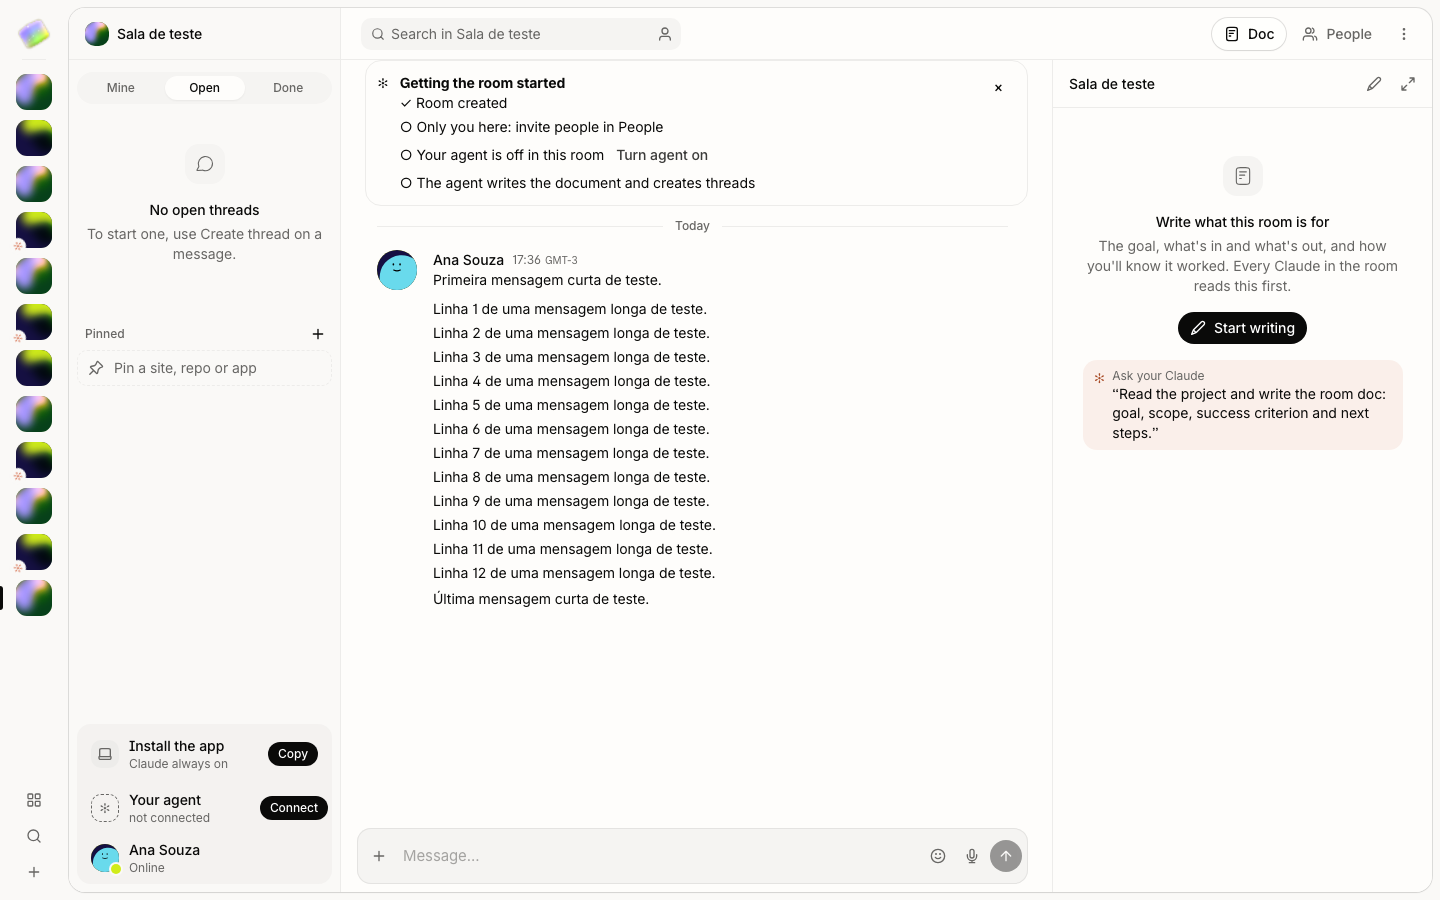 Sala de teste
Search in Sala de teste
Doc
People
Mine
Open
Done
No open threads
To start one, use Create thread on a
message.
Pinned
Pin a site, repo or app
Install the app
Claude always on
Copy
Your agent
not connected
Connect
Ana Souza
Online
Getting the room started
✓ Room created
Only you here: invite people in People
Your agent is off in this room Turn agent on
The agent writes the document and creates threads
Today
Ana Souza 17:36 GMT-3
Primeira mensagem curta de teste.
Linha 1 de uma mensagem longa de teste.
Linha 2 de uma mensagem longa de teste.
Linha 3 de uma mensagem longa de teste.
Linha 4 de uma mensagem longa de teste.
Linha 5 de uma mensagem longa de teste.
Linha 6 de uma mensagem longa de teste.
Linha 7 de uma mensagem longa de teste.
Linha 8 de uma mensagem longa de teste.
Linha 9 de uma mensagem longa de teste.
Linha 10 de uma mensagem longa de teste.
Linha 11 de uma mensagem longa de teste.
Linha 12 de uma mensagem longa de teste.
Última mensagem curta de teste.
Message...
Sala de teste
Write what this room is for
The goal, what's in and what's out, and how
you'll know it worked. Every Claude in the room
reads this first.
Start writing
Ask your Claude
“Read the project and write the room doc:
goal, scope, success criterion and next
steps.”